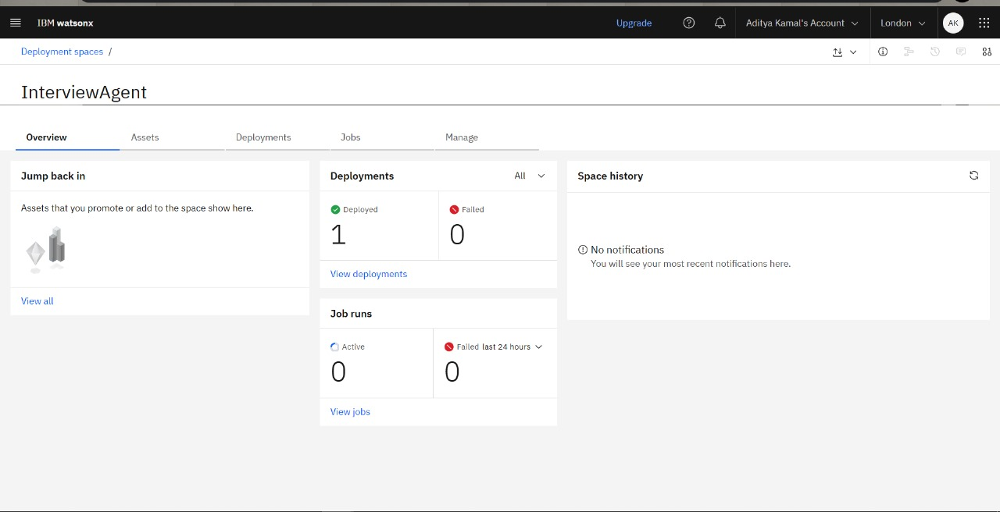 IBM watsonx
Upgrade
Aditya Kamal's Account
London
AK
Deployment spaces /
InterviewAgent
Overview
Assets
Deployments
Jobs
Manage
Jump back in
Assets that you promote or add to the space show here.
View all
Deployments
All
Deployed
1
Failed
0
View deployments
Job runs
Active
0
Failed last 24 hours
0
View jobs
Space history
No notifications
You will see your most recent notifications here.